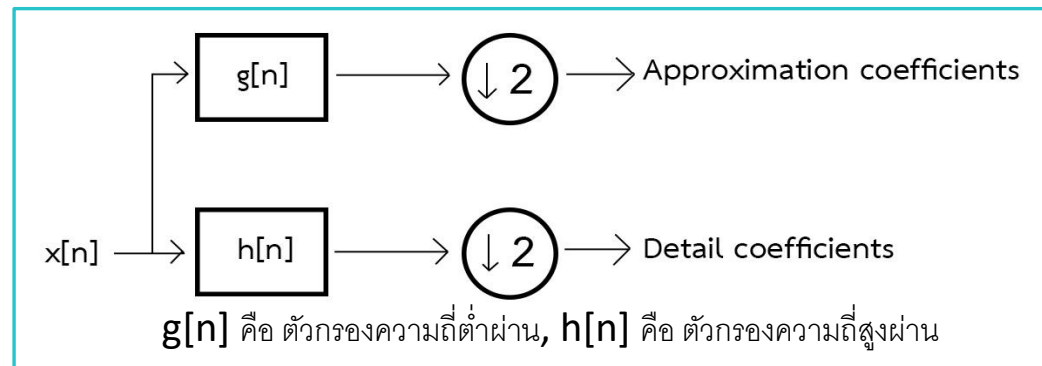 g[n] ↓ 2 Approximation coefficients
x[n] h[n] ↓ 2 Detail coefficients
g[n] คือ ตัวกรองความถี่ต่ำผ่าน, h[n] คือ ตัวกรองความถี่สูงผ่าน